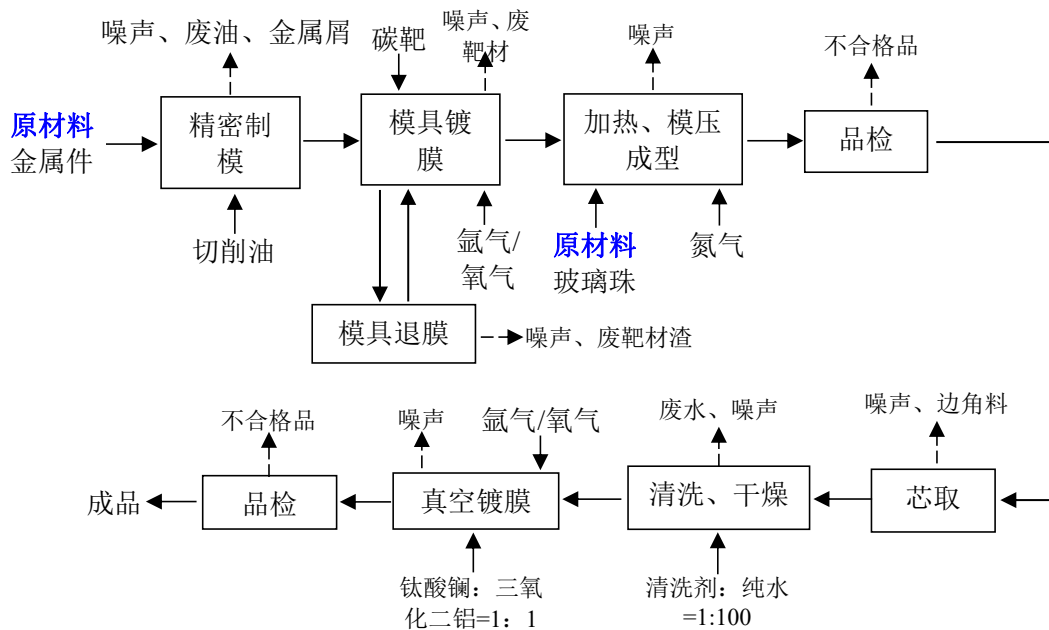 噪声、废油、金属屑
碳靶
噪声、废
靶材
噪声
不合格品
原材料
金属件
精密制
模
模具镀
膜
加热、模压
成型
品检
切削油
氩气/
氧气
原材料
玻璃珠
氮气
模具退膜
噪声、废靶材渣
不合格品
噪声
氩气/氧气
废水、噪声
噪声、边角料
成品
品检
真空镀膜
清洗、干燥
芯取
钛酸镧：三氧
化二铝=1：1
清洗剂：纯水
=1:100